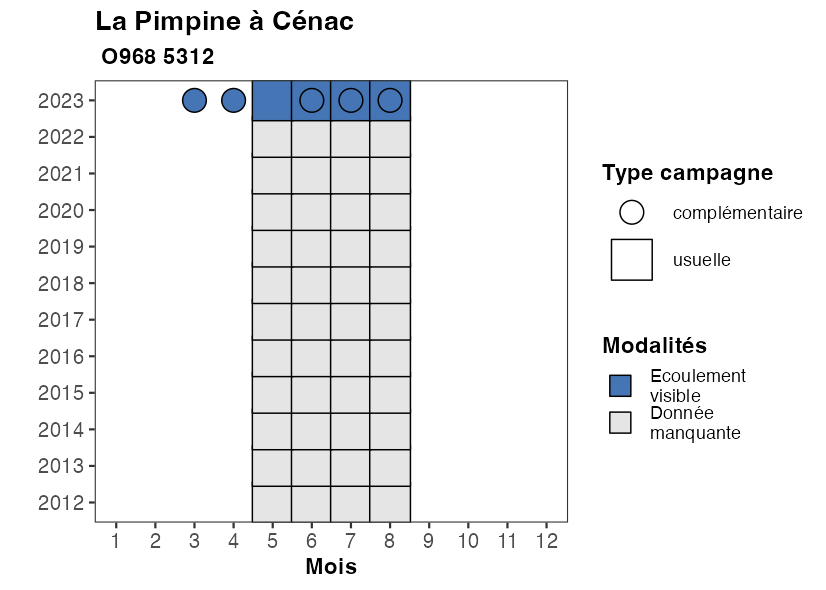 La Pimpine à Cénac
O968 5312
2023
2022
2021
2020
2019
2018
2017
2016
2015
2014
2013
2012
1 2 3 4 5 6 7 8 9 10 11 12
Mois
Type campagne
complémentaire
usuelle
Modalités
Ecoulement
visible
Donnée
manquante